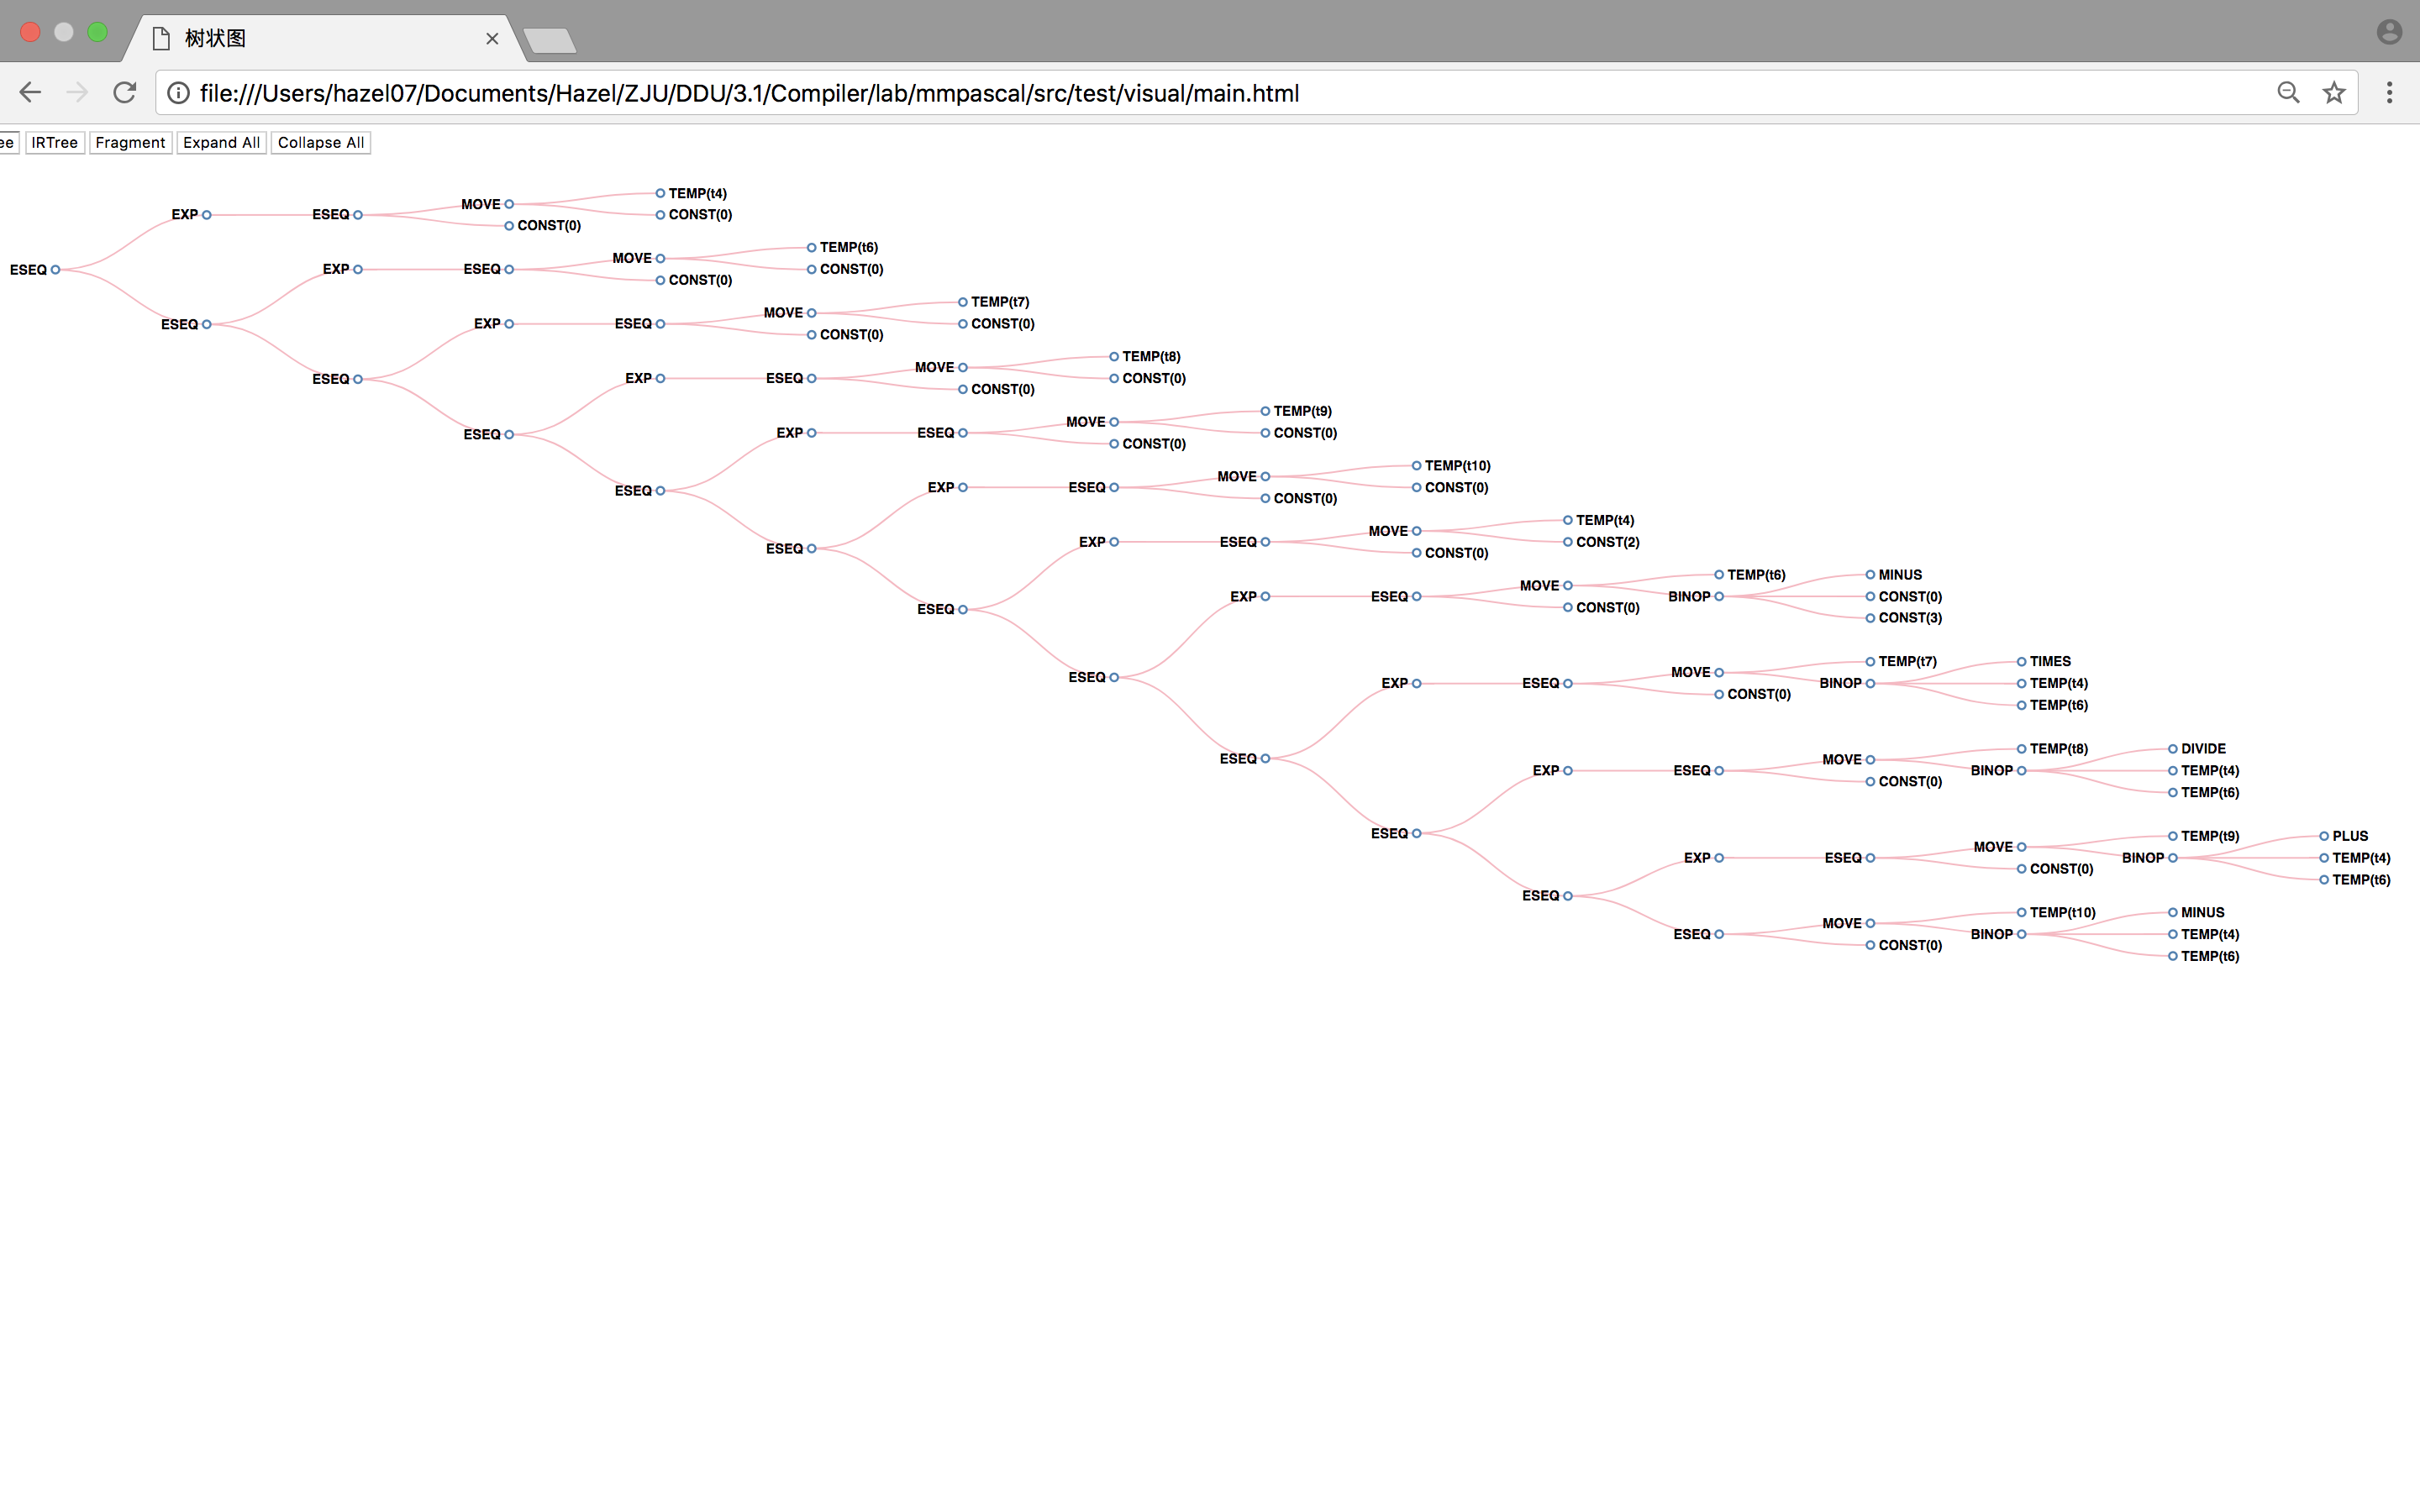 树状图
file:///Users/hazel07/Documents/Hazel/ZJU/DDU/3.1/Compiler/lab/mmpascal/src/test/visual/main.html
ee IRTree Fragment Expand All Collapse All
TEMP(t4)
MOVE
EXP ESEQ CONST(0)
CONST(0)
TEMP(t6)
MOVE
ESEQ EXP ESEQ CONST(0)
CONST(0)
TEMP(t7)
MOVE
ESEQ EXP ESEQ CONST(0)
CONST(0)
TEMP(t8)
MOVE
ESEQ EXP ESEQ CONST(0)
CONST(0)
TEMP(t9)
MOVE
ESEQ EXP ESEQ CONST(0)
CONST(0)
TEMP(t10)
MOVE
ESEQ EXP ESEQ CONST(0)
CONST(0)
TEMP(t4)
MOVE
ESEQ EXP ESEQ CONST(2)
CONST(0)
TEMP(t6) MINUS
MOVE
EXP ESEQ BINOP CONST(0)
ESEQ CONST(0)
CONST(3)
TEMP(t7) TIMES
MOVE
ESEQ EXP ESEQ BINOP TEMP(t4)
CONST(0)
TEMP(t6)
TEMP(t8) DIVIDE
ESEQ MOVE
EXP ESEQ BINOP TEMP(t4)
CONST(0)
TEMP(t6)
ESEQ TEMP(t9) PLUS
MOVE
EXP ESEQ BINOP TEMP(t4)
CONST(0)
TEMP(t6)
ESEQ
TEMP(t10) MINUS
MOVE
ESEQ BINOP TEMP(t4)
CONST(0)
TEMP(t6)